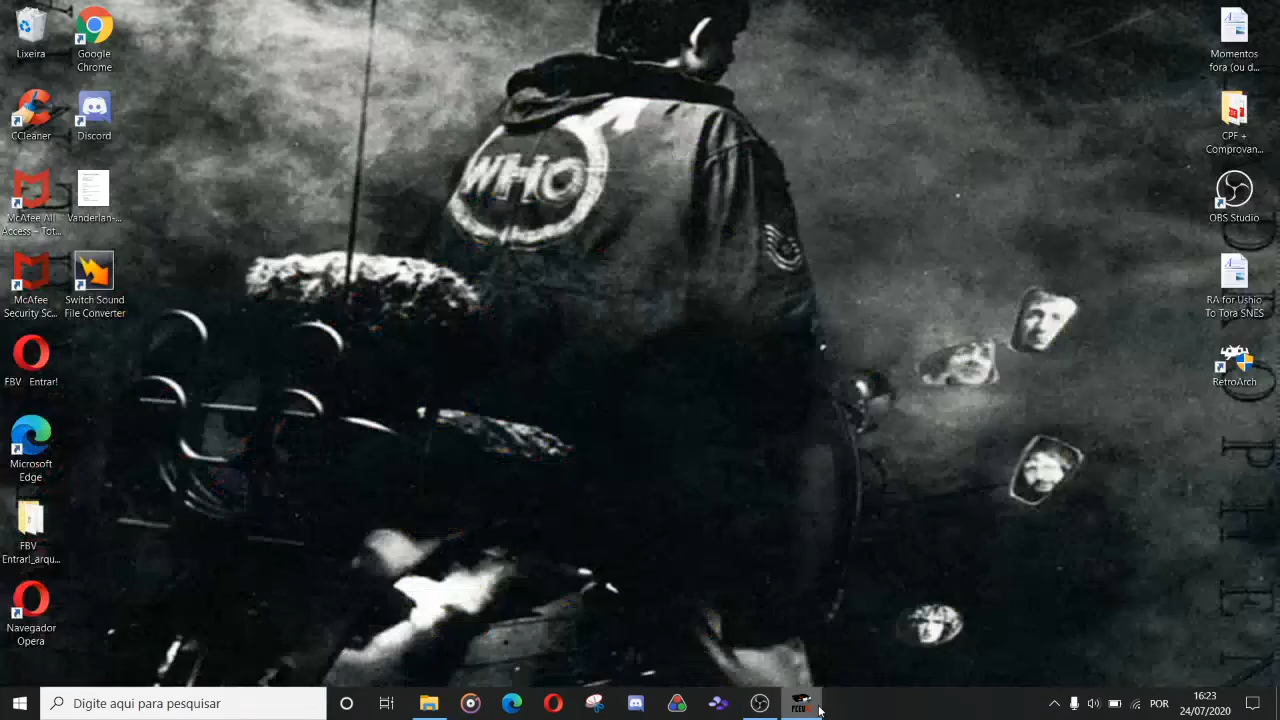 Lixeira
Google
Chrome
CCleaner
Discord
McAfee All
Access – Tot...
Vanderlan-...
McAfee
Security Sc...
Switch Sound
File Converter
FBV Entrar!
Microsoft
Edge
FBV
Entrar!_arqu...
Navegador
Opera
WHO
Momentos
fora (ou d...
CPF +
Comprovan...
OBS Studio
RA for Ushio
To Tora SNES
RetroArch
Digite aqui para pesquisar
POR
16:23
24/07/2020